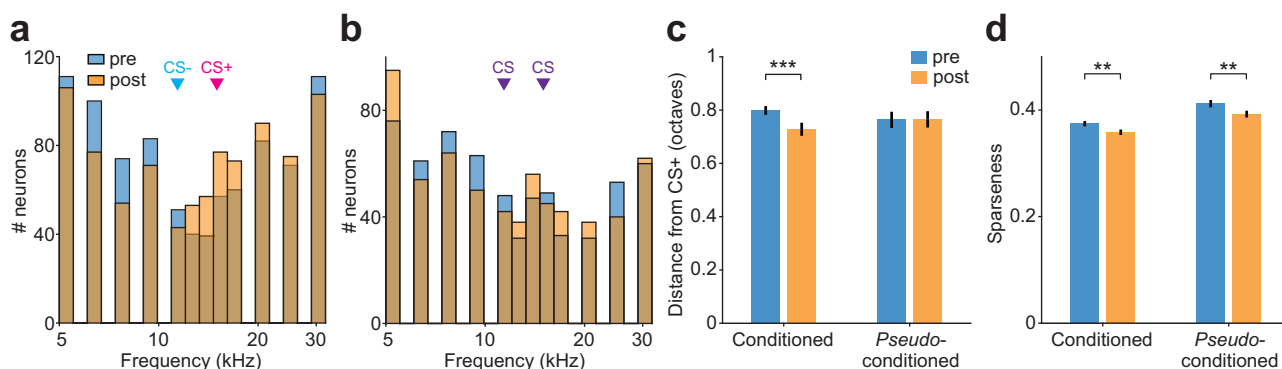 a
120
80
40
0
# neurons
pre
post
CS-
CS+
5
10
20
30
Frequency (kHz)
b
80
40
0
# neurons
CS
CS
5
10
20
30
Frequency (kHz)
c
1
0.8
0.6
0.4
0.2
0
Distance from CS+ (octaves)
pre
post
***
Conditioned
Pseudo-
conditioned
d
0.4
0.2
0
Sparseness
**
**
Conditioned
Pseudo-
conditioned